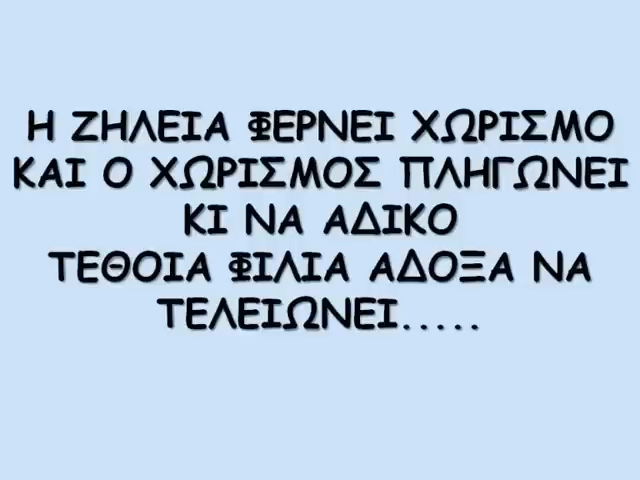 Η ΖΗΛΕΙΑ ΦΕΡΝΕΙ ΧΩΡΙΣΜΟ
ΚΑΙ Ο ΧΩΡΙΣΜΟΣ ΠΛΗΓΩΝΕΙ
ΚΙ ΝΑ ΑΔΙΚΟ
ΤΕΘΟΙΑ ΦΙΛΙΑ ΑΔΟΞΑ ΝΑ
ΤΕΛΕΙΩΝΕΙ.....